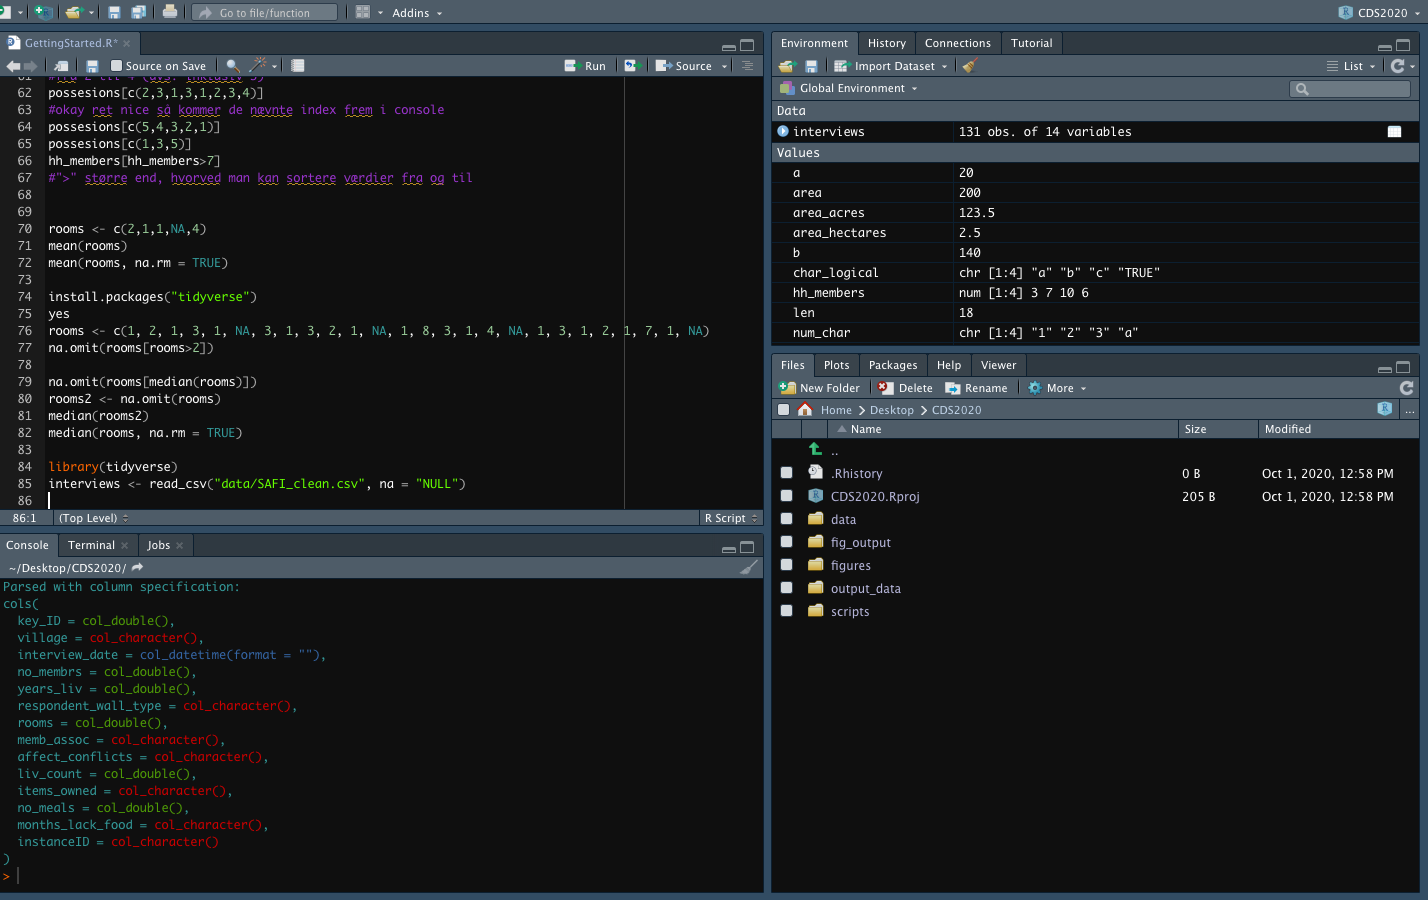 Go to file/function
Addins
CDS2020
GettingStarted.R*
Source on Save
Run
Source
62 possesions[c(2,3,1,3,1,2,3,4)]
63 #okay ret nice så kommer de nævnte index frem i console
64 possesions[c(5,4,3,2,1)]
65 possesions[c(1,3,5)]
66 hh_members[hh_members>7]
67 #">" større end, hvorved man kan sortere værdier fra og til
68
69
70 rooms <- c(2,1,1,NA,4)
71 mean(rooms)
72 mean(rooms, na.rm = TRUE)
73
74 install.packages("tidyverse")
75 yes
76 rooms <- c(1, 2, 1, 3, 1, NA, 3, 1, 3, 2, 1, NA, 1, 8, 3, 1, 4, NA, 1, 3, 1, 2, 1, 7, 1, NA)
77 na.omit(rooms[rooms>2])
78
79 na.omit(rooms[median(rooms)])
80 rooms2 <- na.omit(rooms)
81 median(rooms2)
82 median(rooms, na.rm = TRUE)
83
84 library(tidyverse)
85 interviews <- read_csv("data/SAFI_clean.csv", na = "NULL")
86
86:1 (Top Level) R Script
Console Terminal Jobs
~/Desktop/CDS2020/
Parsed with column specification:
cols(
  key_ID = col_double(),
  village = col_character(),
  interview_date = col_datetime(format = ""),
  no_membrs = col_double(),
  years_liv = col_double(),
  respondent_wall_type = col_character(),
  rooms = col_double(),
  memb_assoc = col_character(),
  affect_conflicts = col_character(),
  liv_count = col_double(),
  items_owned = col_character(),
  no_meals = col_double(),
  months_lack_food = col_character(),
  instanceID = col_character()
)
>
Environment History Connections Tutorial
Import Dataset List
Global Environment
Data
interviews 131 obs. of 14 variables
Values
a 20
area 200
area_acres 123.5
area_hectares 2.5
b 140
char_logical chr [1:4] "a" "b" "c" "TRUE"
hh_members num [1:4] 3 7 10 6
len 18
num_char chr [1:4] "1" "2" "3" "a"
Files Plots Packages Help Viewer
New Folder Delete Rename More
Home Desktop CDS2020 ...
Name Size Modified
..
.Rhistory 0 B Oct 1, 2020, 12:58 PM
CDS2020.Rproj 205 B Oct 1, 2020, 12:58 PM
data
fig_output
figures
output_data
scripts